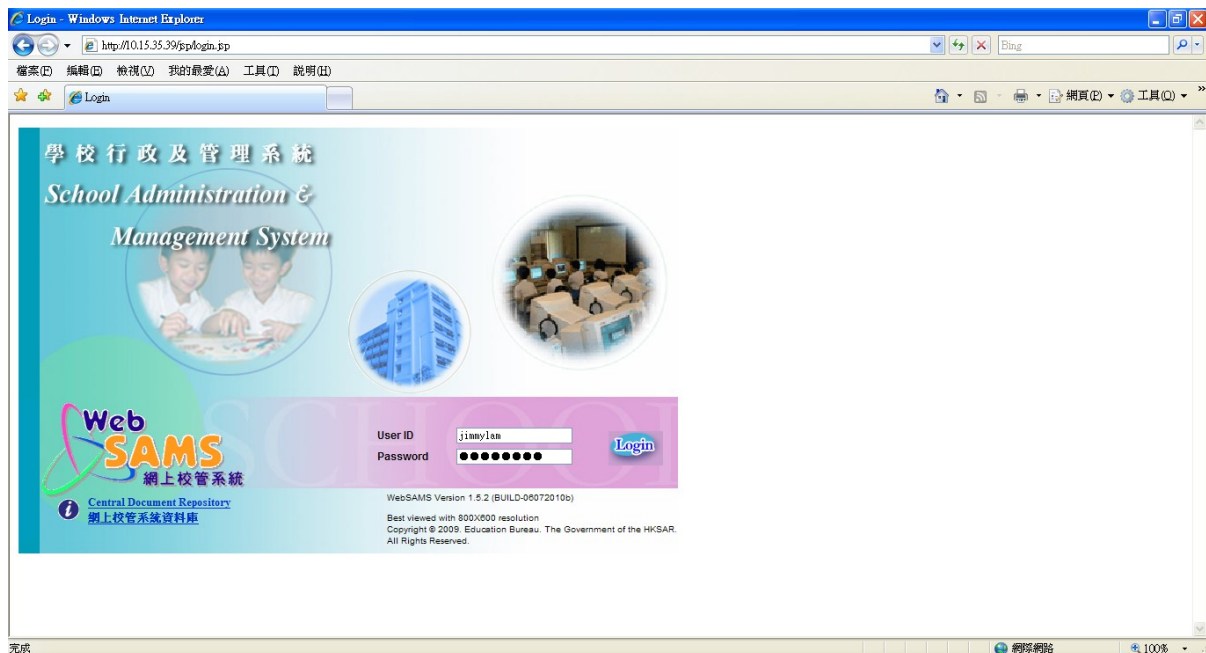 Login - Windows Internet Explorer
http://10.15.35.39/jsp/login.jsp
Bing
檔案(F) 編輯(E) 檢視(V) 我的最愛(A) 工具(T) 說明(H)
Login
網頁(P) 工具(O)
學校行政及管理系統
School Administration &
Management System
SCHOOL
Web
SAMS
網上校管系統
User ID jimmylam
Password ●●●●●●●●
Login
Central Document Repository
網上校管系統資料庫
WebSAMS Version 1.5.2 (BUILD-06072010b)
Best viewed with 800X600 resolution
Copyright © 2009. Education Bureau. The Government of the HKSAR.
All Rights Reserved.
完成
網際網路
100%